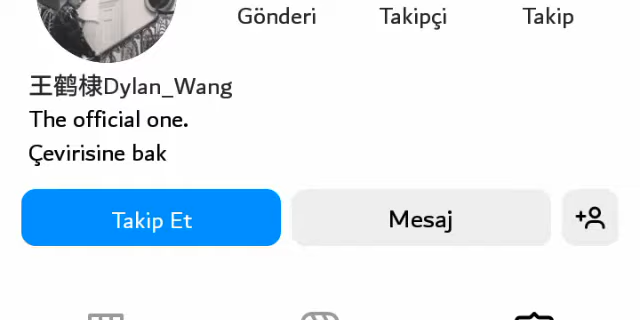 Gönderi Takipçi Takip
王鹤棣Dylan_Wang
The official one.
Çevirisine bak
Takip Et Mesaj